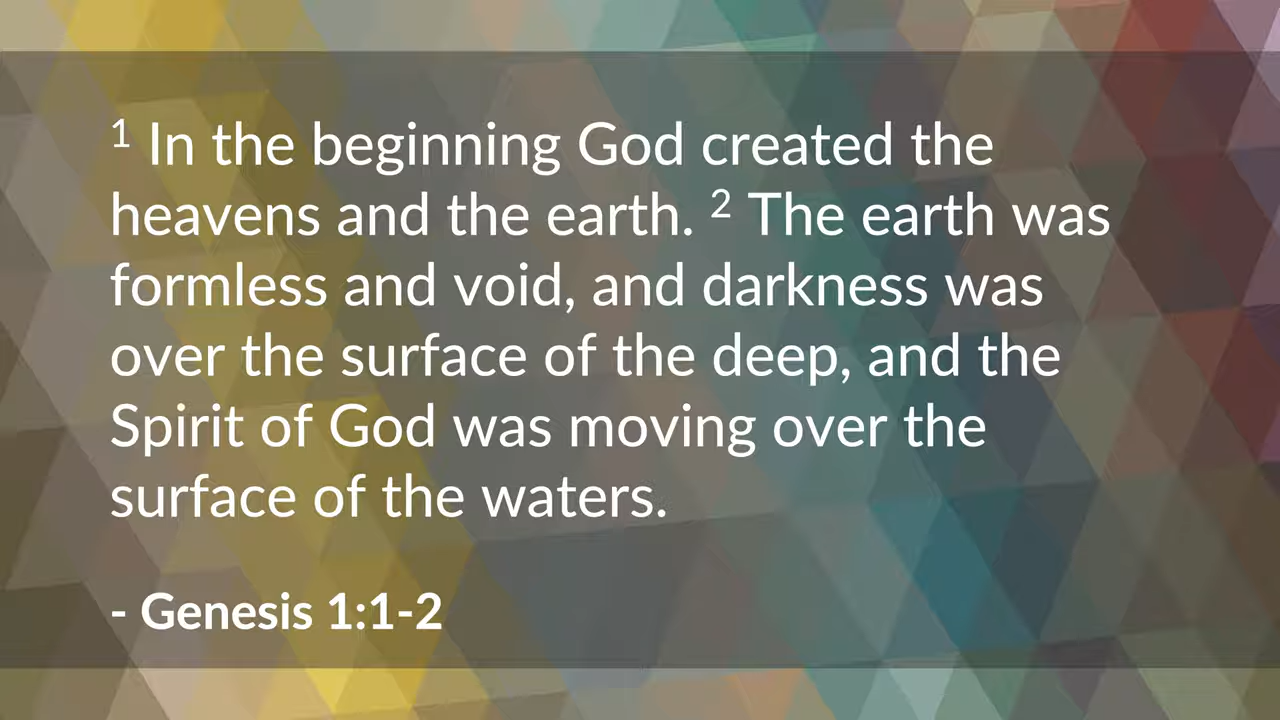 ¹ In the beginning God created the
heavens and the earth. ² The earth was
formless and void, and darkness was
over the surface of the deep, and the
Spirit of God was moving over the
surface of the waters.
- Genesis 1:1-2